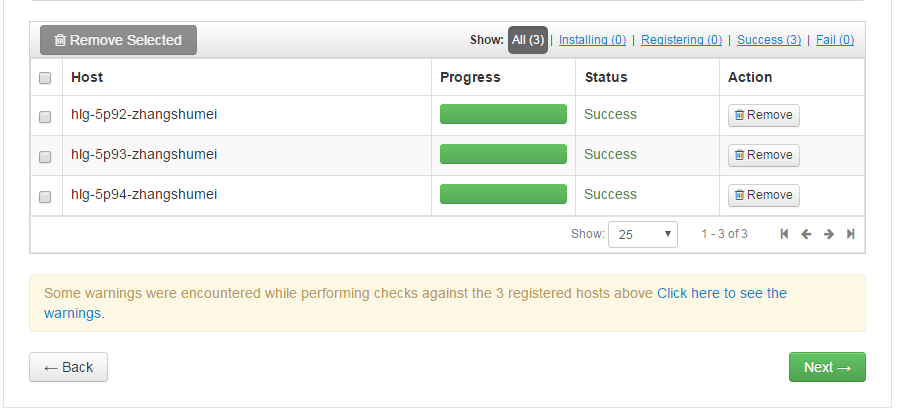 Remove Selected Show: All (3) | Installing (0) | Registering (0) | Success (3) | Fail (0)
Host Progress Status Action
hlg-5p92-zhangshumei Success Remove
hlg-5p93-zhangshumei Success Remove
hlg-5p94-zhangshumei Success Remove
Show: 25 1 - 3 of 3
Some warnings were encountered while performing checks against the 3 registered hosts above Click here to see the
warnings.
← Back Next →